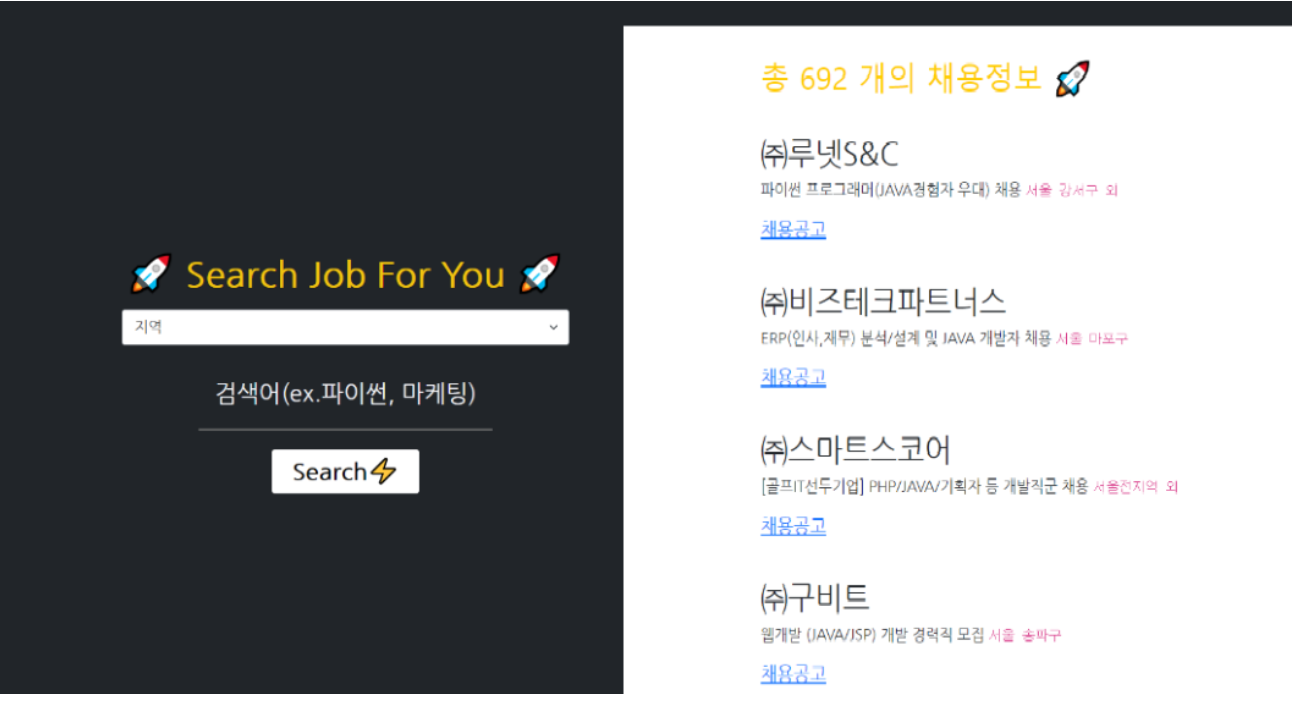 🚀 Search Job For You 🚀
지역
검색어(ex.파이썬, 마케팅)
Search⚡
총 692 개의 채용정보 🚀
㈜루넷S&C
파이썬 프로그래머(JAVA경험자 우대) 채용 서울 강서구 외
채용공고
㈜비즈테크파트너스
ERP(인사,재무) 분석/설계 및 JAVA 개발자 채용 서울 마포구
채용공고
㈜스마트스코어
[골프IT선두기업] PHP/JAVA/기획자 등 개발직군 채용 서울전지역 외
채용공고
㈜구비트
웹개발 (JAVA/JSP) 개발 경력직 모집 서울 송파구
채용공고